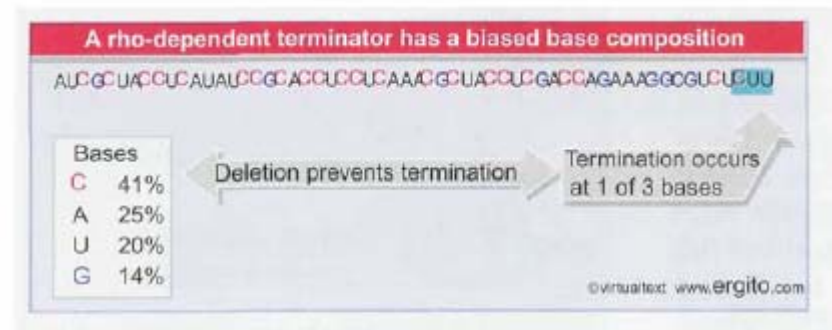 A rho-dependent terminator has a biased base composition
AUCGCUACCUCAUAUCCGCACCUCCUCAAACGCUACCUCGACCAGAAAGGCGUCUCUU
Bases
C 41%
A 25%
U 20%
G 14%
Deletion prevents termination
Termination occurs
at 1 of 3 bases
©virtualtext www.ergito.com